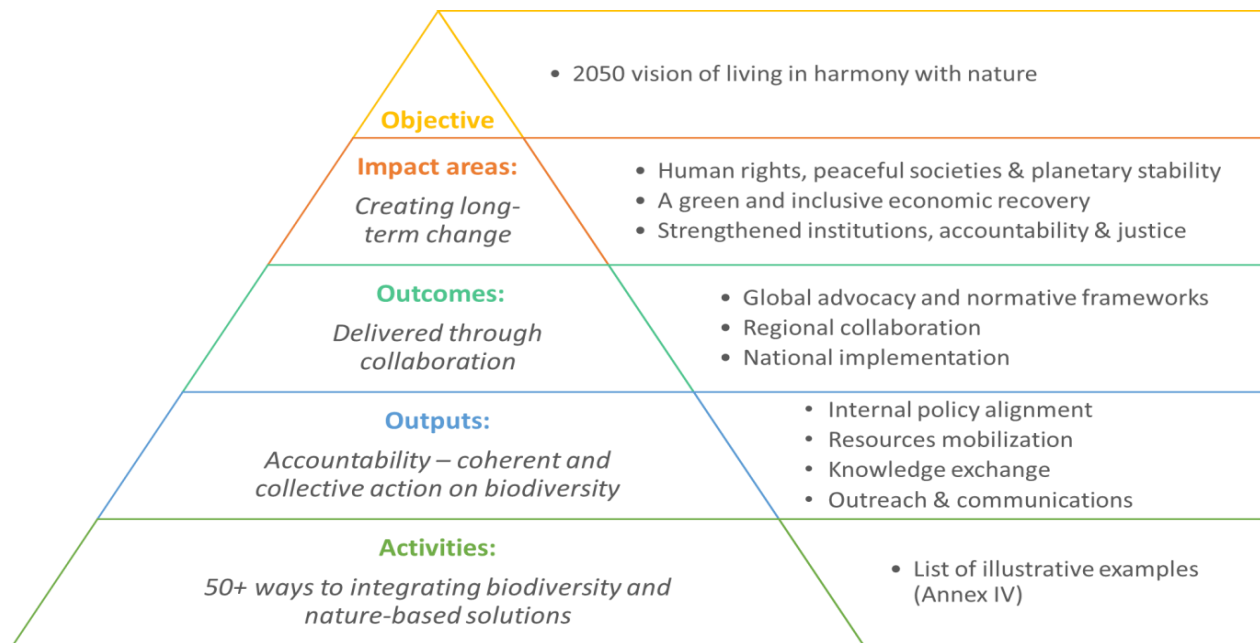 • 2050 vision of living in harmony with nature
Objective
Impact areas:
Creating long-
term change
• Human rights, peaceful societies & planetary stability
• A green and inclusive economic recovery
• Strengthened institutions, accountability & justice
Outcomes:
Delivered through
collaboration
• Global advocacy and normative frameworks
• Regional collaboration
• National implementation
Outputs:
Accountability – coherent and
collective action on biodiversity
• Internal policy alignment
• Resources mobilization
• Knowledge exchange
• Outreach & communications
Activities:
50+ ways to integrating biodiversity and
nature-based solutions
• List of illustrative examples
(Annex IV)